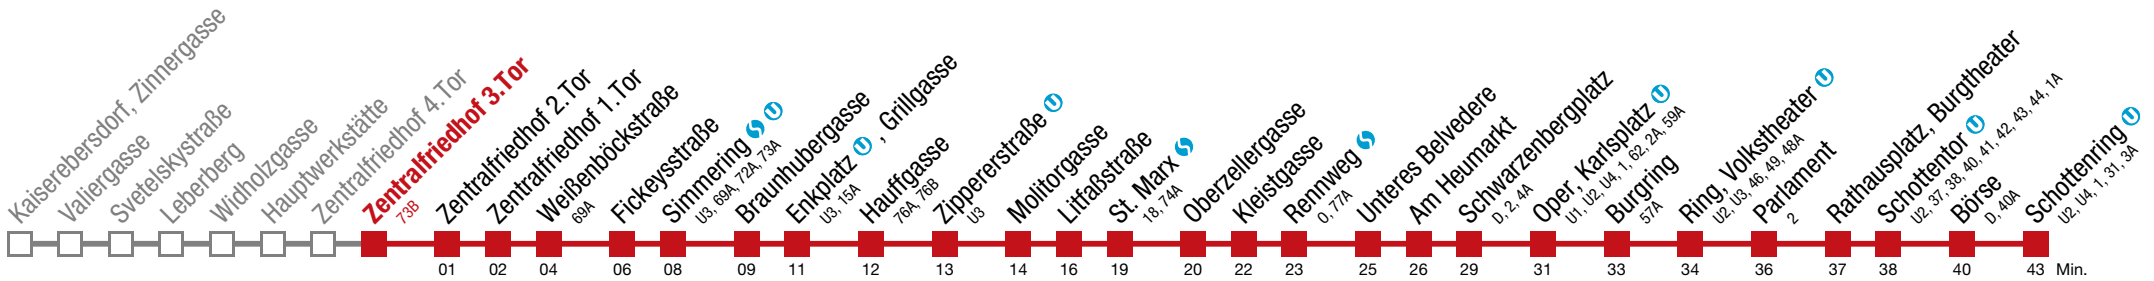 Kaiserebersdorf, Zinnergasse
Valiergasse
Svetelskystraße
Leberberg
Widholzgasse
Hauptwerkstätte
Zentralfriedhof 4.Tor
Zentralfriedhof 3.Tor
73B
Zentralfriedhof 2.Tor
Zentralfriedhof 1.Tor
Weißenböckstraße
69A
Fickeysstraße
Simmering
U3, 69A, 72A, 73A
Braunhubergasse
Enkplatz U, Grillgasse
U3, 15A
Hauffgasse
76A, 76B
Zippererstraße U
U3
Molitorgasse
Litfaßstraße
St. Marx
18, 74A
Oberzellergasse
Kleistgasse
Rennweg
O, 77A
Unteres Belvedere
Am Heumarkt
Schwarzenbergplatz
D, 2, 4A
Oper, Karlsplatz U
U1, U2, U4, 1, 62, 2A, 59A
Burgring
57A
Ring, Volkstheater U
U2, U3, 46, 49, 48A
Parlament
2
Rathausplatz, Burgtheater
Schottentor U
U2, 37, 38, 40, 41, 42, 43, 44, 1A
Börse
D, 40A
Schottenring U
U2, U4, 1, 31, 3A
01 02 04 06 08 09 11 12 13 14 16 19 20 22 23 25 26 29 31 33 34 36 37 38 40 43 Min.